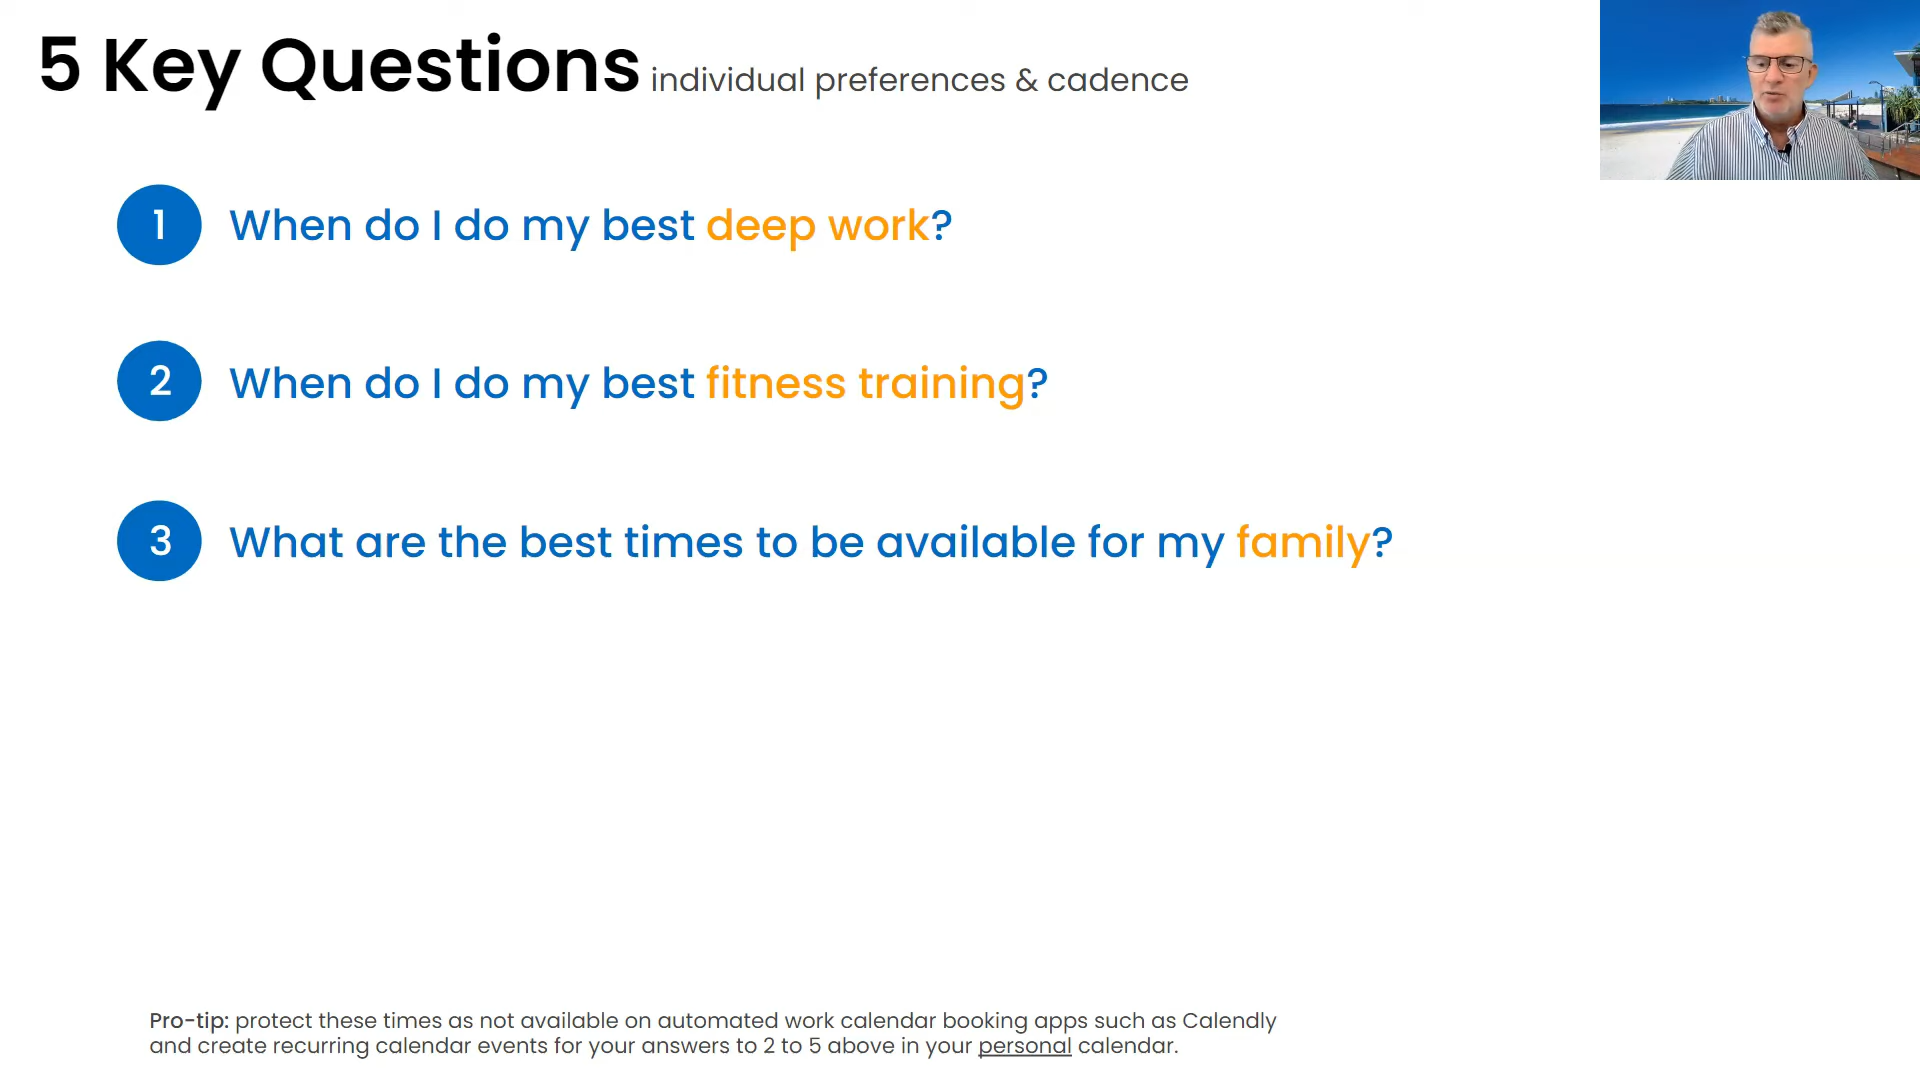 5 Key Questions individual preferences & cadence
1 When do I do my best deep work?
2 When do I do my best fitness training?
3 What are the best times to be available for my family?
Pro-tip: protect these times as not available on automated work calendar booking apps such as Calendly
and create recurring calendar events for your answers to 2 to 5 above in your personal calendar.